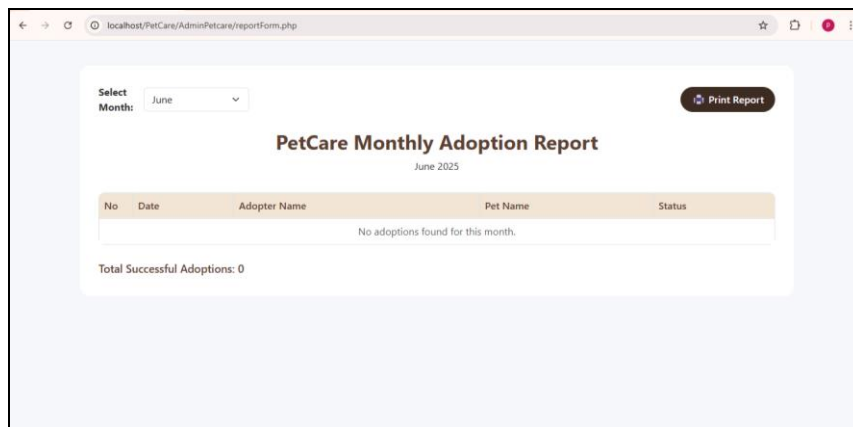 localhost/PetCare/AdminPetcare/reportForm.php
P
Select
Month:
June
Print Report
PetCare Monthly Adoption Report
June 2025
No Date Adopter Name Pet Name Status
No adoptions found for this month.
Total Successful Adoptions: 0